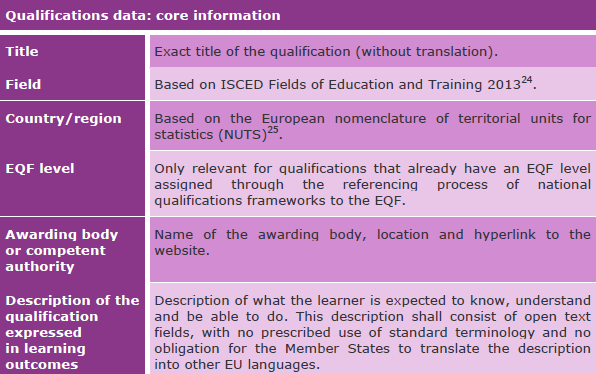 Qualifications data: core information
Title
Exact title of the qualification (without translation).
Field
Based on ISCED Fields of Education and Training 2013²⁴.
Country/region
Based on the European nomenclature of territorial units for
statistics (NUTS)²⁵.
EQF level
Only relevant for qualifications that already have an EQF level
assigned through the referencing process of national
qualifications frameworks to the EQF.
Awarding body
or competent
authority
Name of the awarding body, location and hyperlink to the
website.
Description of the
qualification
expressed
in learning
outcomes
Description of what the learner is expected to know, understand
and be able to do. This description shall consist of open text
fields, with no prescribed use of standard terminology and no
obligation for the Member States to translate the description
into other EU languages.